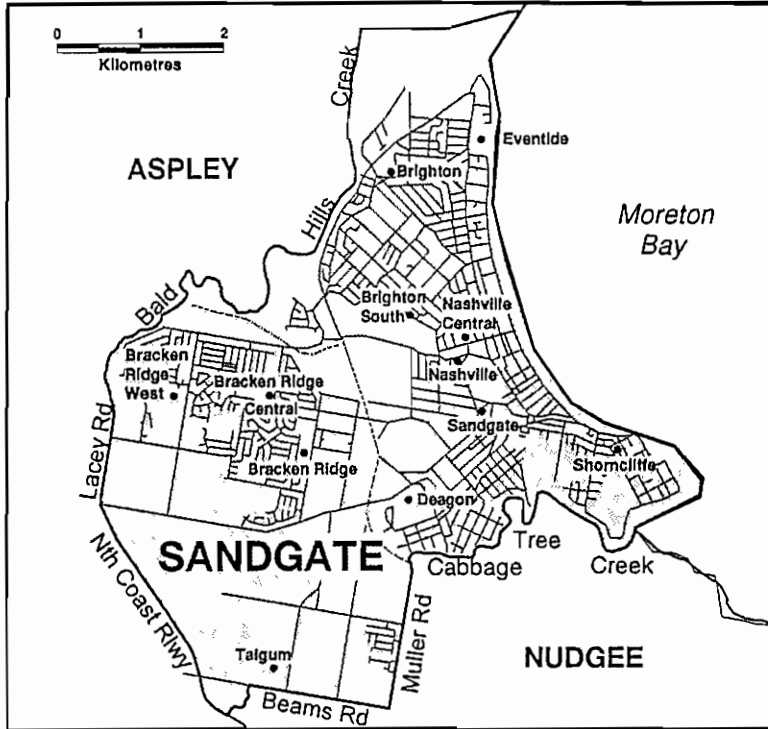 0 1 2
Kilometres
Creek
Eventide
ASPLEY
Brighton
Hills
Moreton
Bay
Bald
Brighton
South
Nashville
Central
Bracken
Ridge
West
Nashville
Bracken Ridge
Central
Sandgate
Lacey Rd
Bracken Ridge
Shorncliffe
Deagon
SANDGATE
Tree
Cabbage
Creek
Nth Coast Rlwy
Muller Rd
NUDGEE
Taigum
Beams Rd